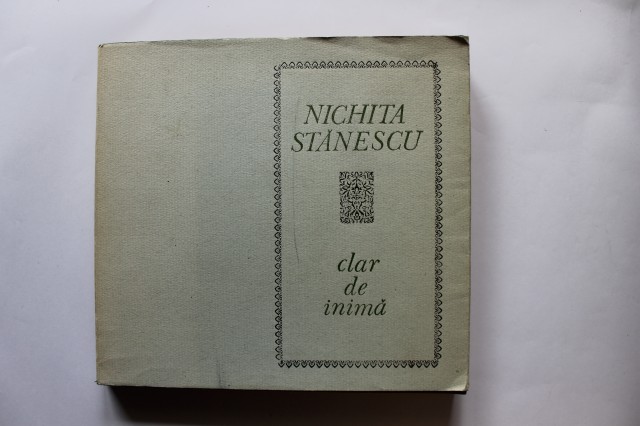 NICHITA
STĂNESCU
clar
de
inimă